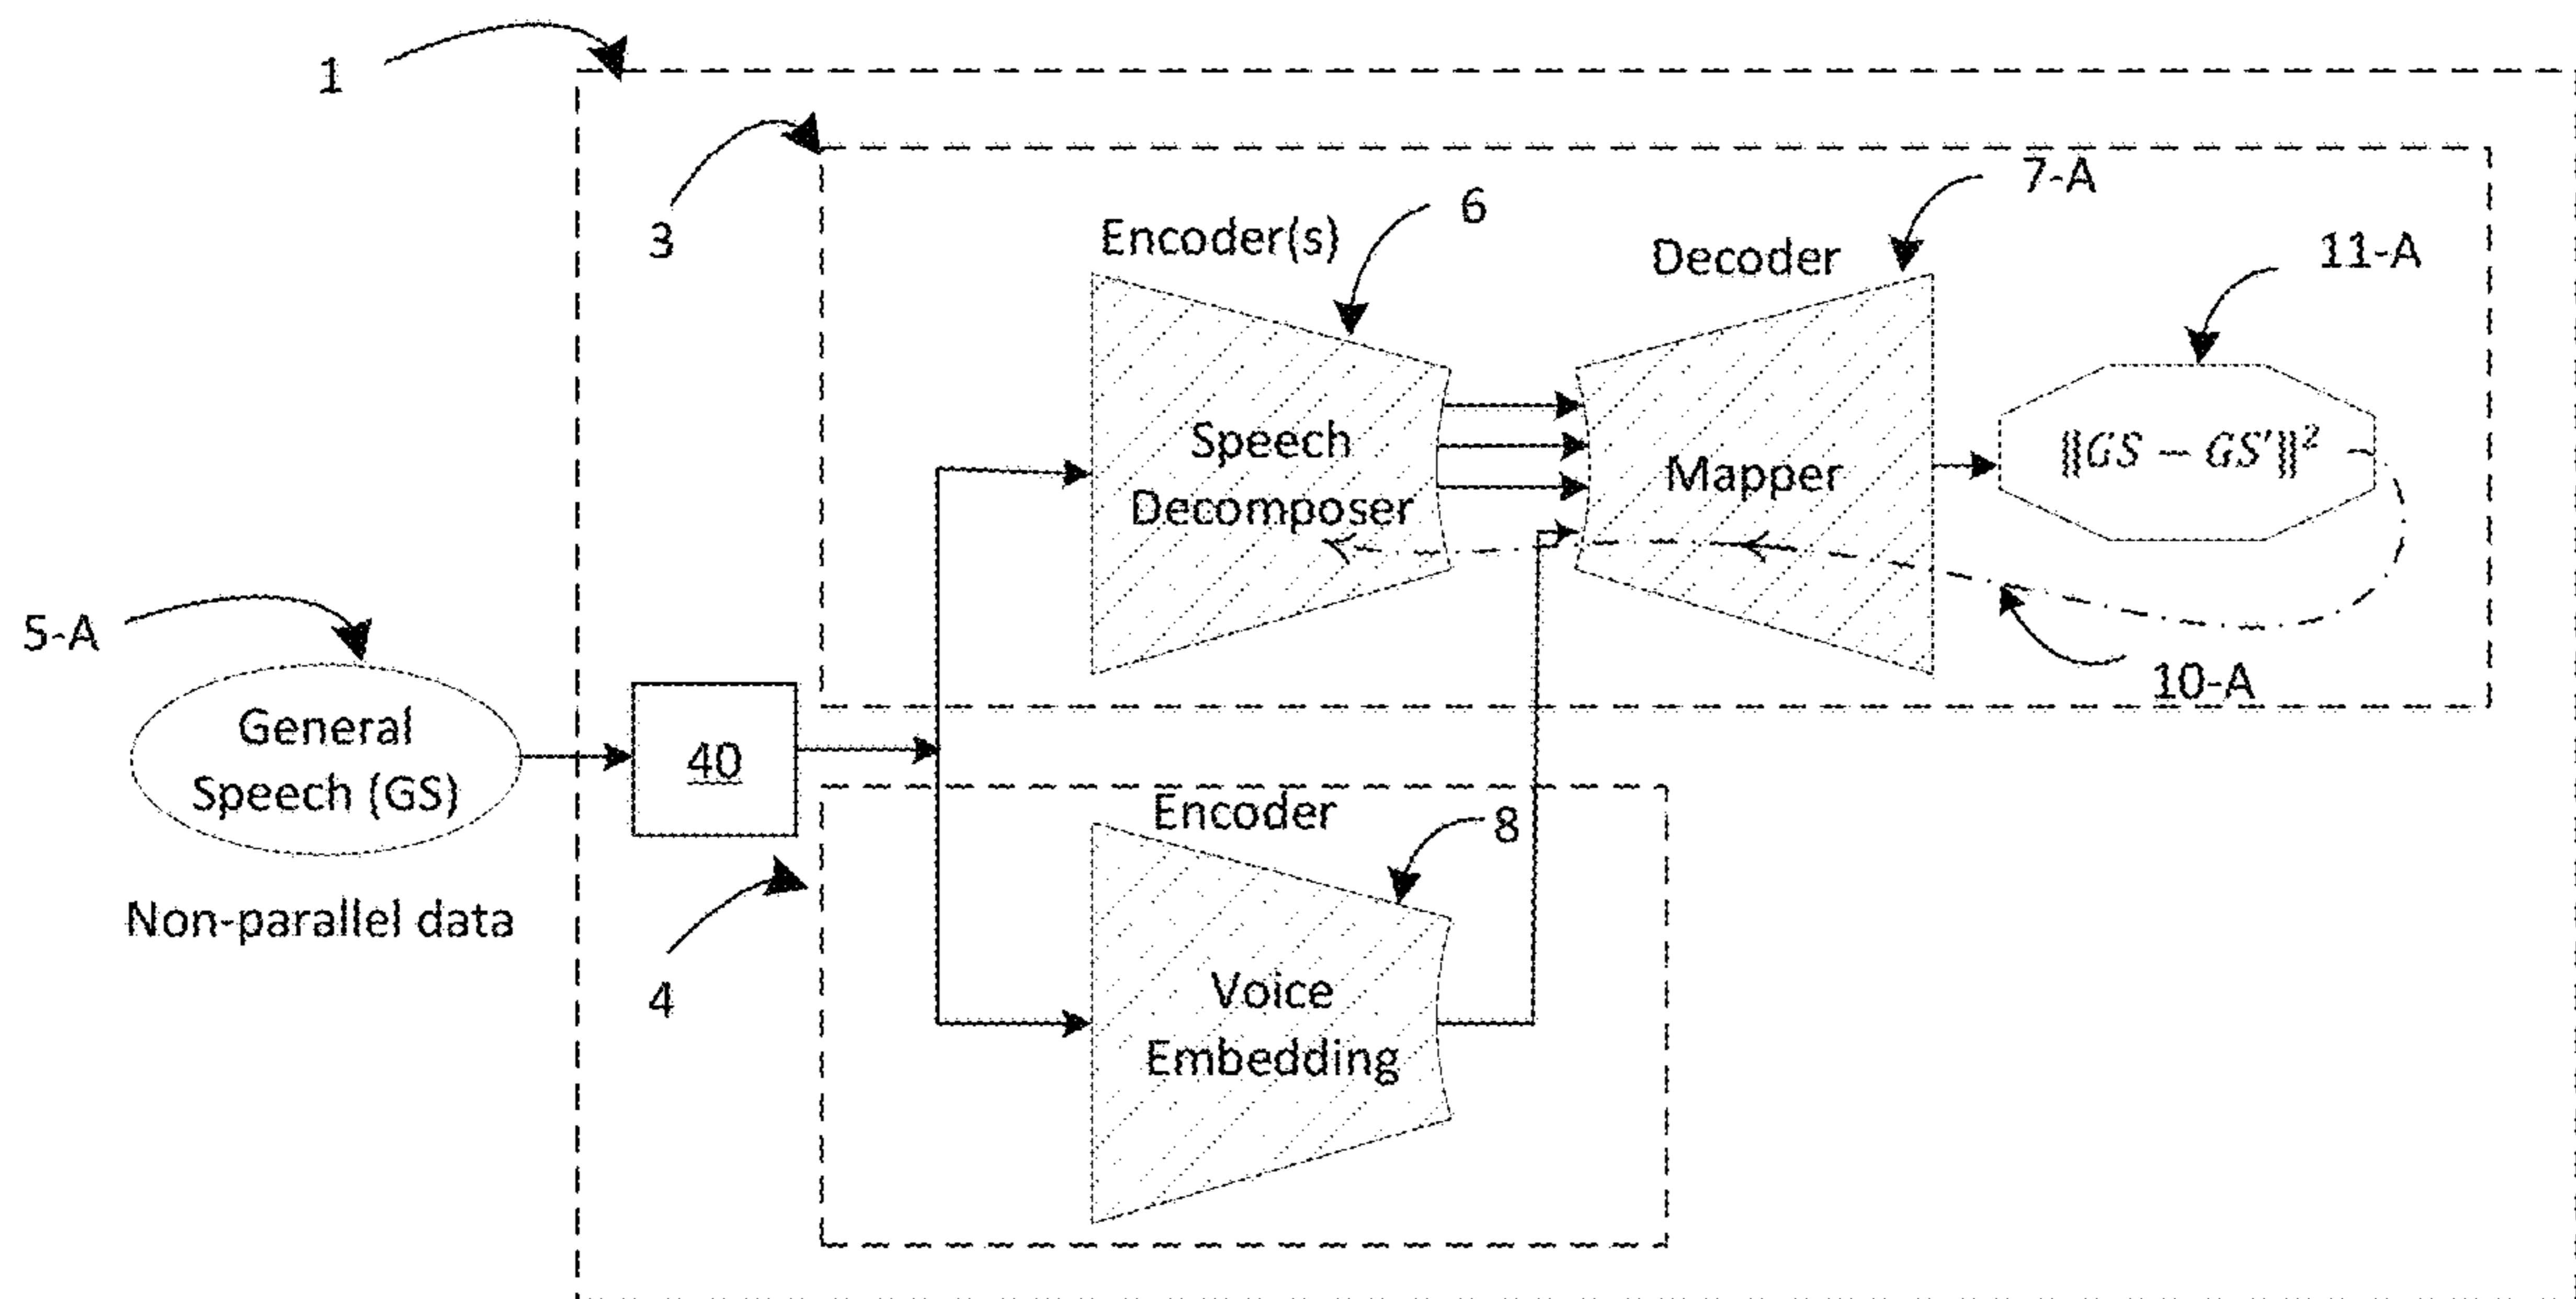 1
3
Encoder(s)
6
Decoder
7-A
11-A
Speech
Decomposer
Mapper
‖GS − GS'‖²
5-A
General
Speech (GS)
Non-parallel data
40
10-A
4
Encoder
8
Voice
Embedding